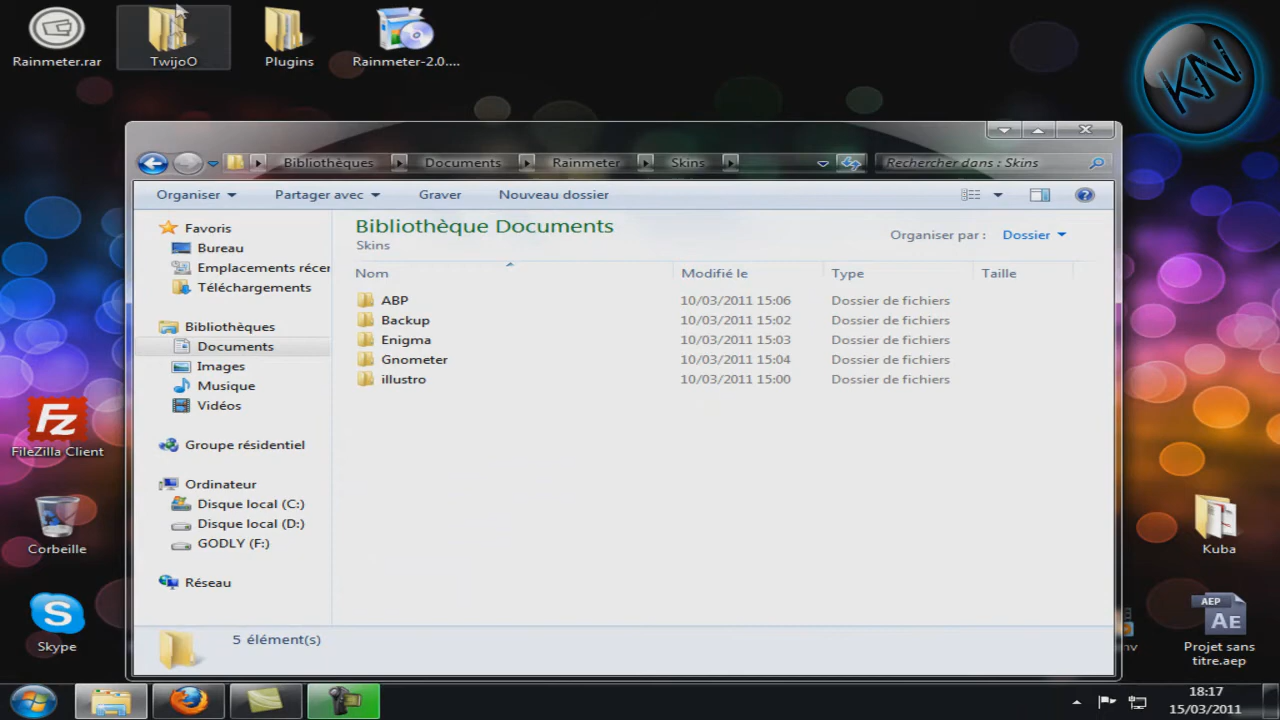 Rainmeter.rar
TwijoO
Plugins
Rainmeter-2.0....
KN
Bibliothèques
Documents
Rainmeter
Skins
Rechercher dans : Skins
Organiser
Partager avec
Graver
Nouveau dossier
Favoris
Bureau
Emplacements récen
Téléchargements
Bibliothèques
Documents
Images
Musique
Vidéos
Groupe résidentiel
Ordinateur
Disque local (C:)
Disque local (D:)
GODLY (F:)
Réseau
Bibliothèque Documents
Skins
Organiser par :
Dossier
Nom
Modifié le
Type
Taille
ABP 10/03/2011 15:06 Dossier de fichiers
Backup 10/03/2011 15:02 Dossier de fichiers
Enigma 10/03/2011 15:03 Dossier de fichiers
Gnometer 10/03/2011 15:04 Dossier de fichiers
illustro 10/03/2011 15:00 Dossier de fichiers
5 élément(s)
FZ
FileZilla Client
Corbeille
S
Skype
Kuba
AEP
Ae
Projet sans
titre.aep
18:17
15/03/2011